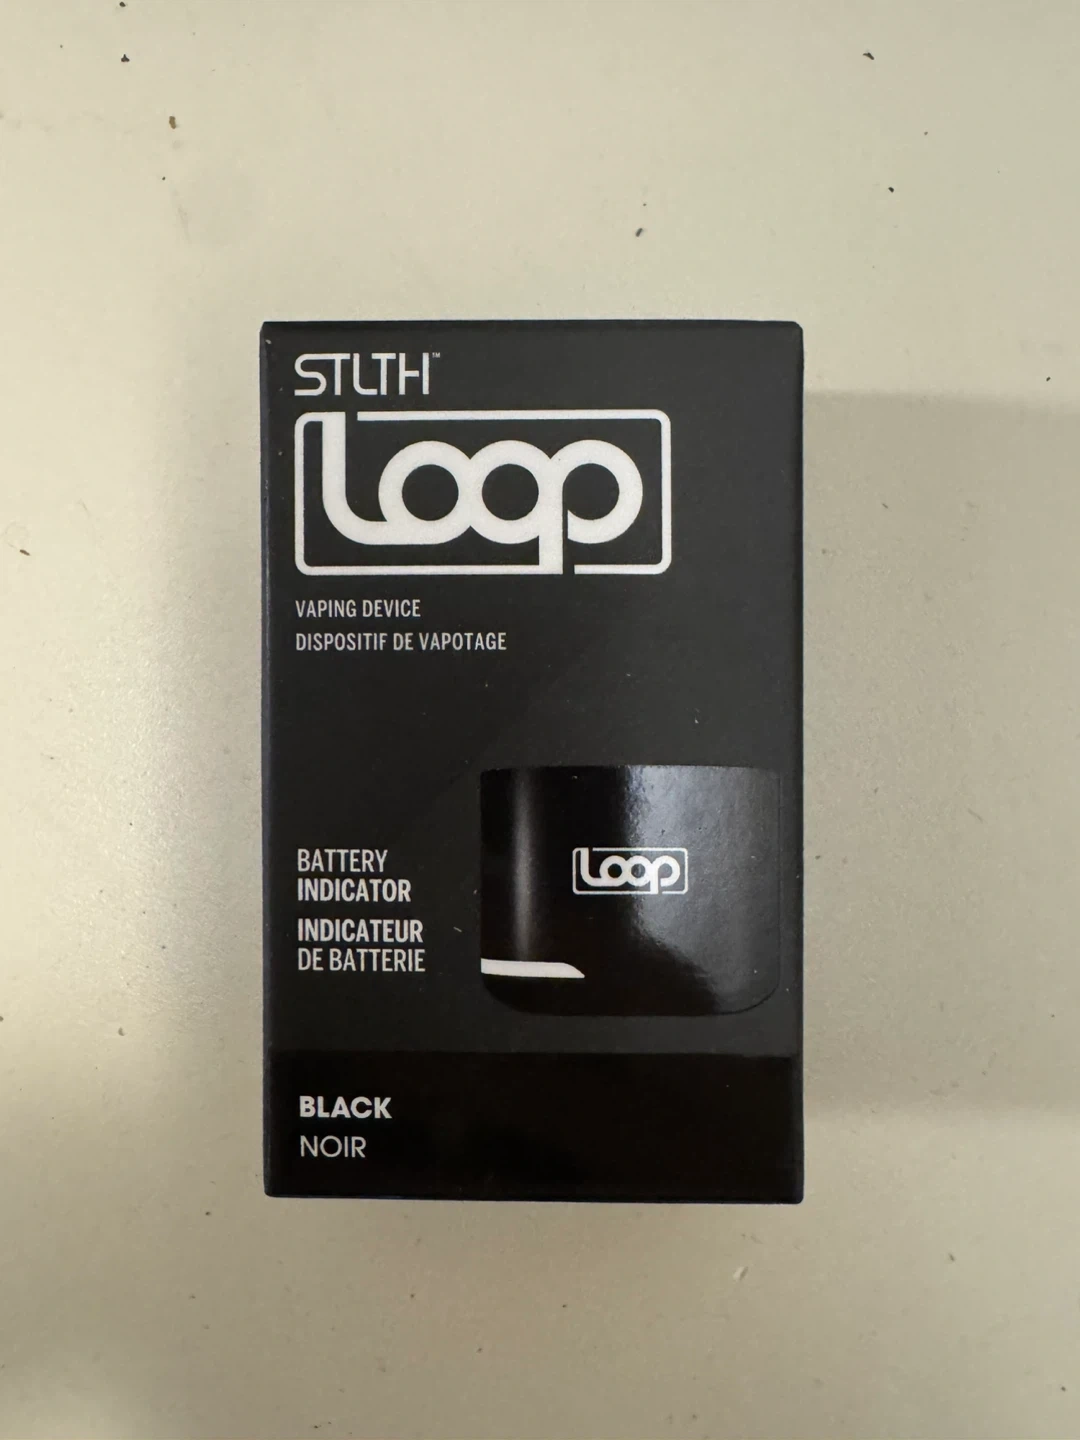 STLTH™
Loop
VAPING DEVICE
DISPOSITIF DE VAPOTAGE
BATTERY
INDICATOR
INDICATEUR
DE BATTERIE
Loop
BLACK
NOIR